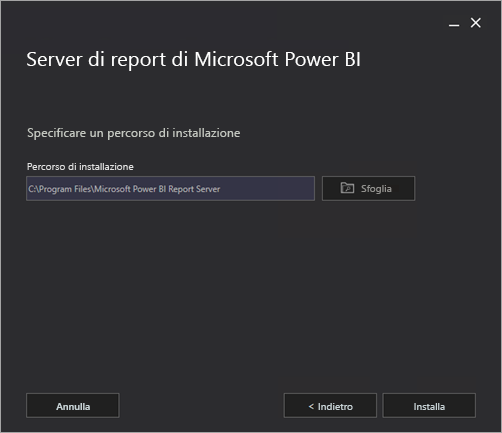 Server di report di Microsoft Power BI
Specificare un percorso di installazione
Percorso di installazione
C:\Program Files\Microsoft Power BI Report Server
Sfoglia
Annulla
< Indietro
Installa